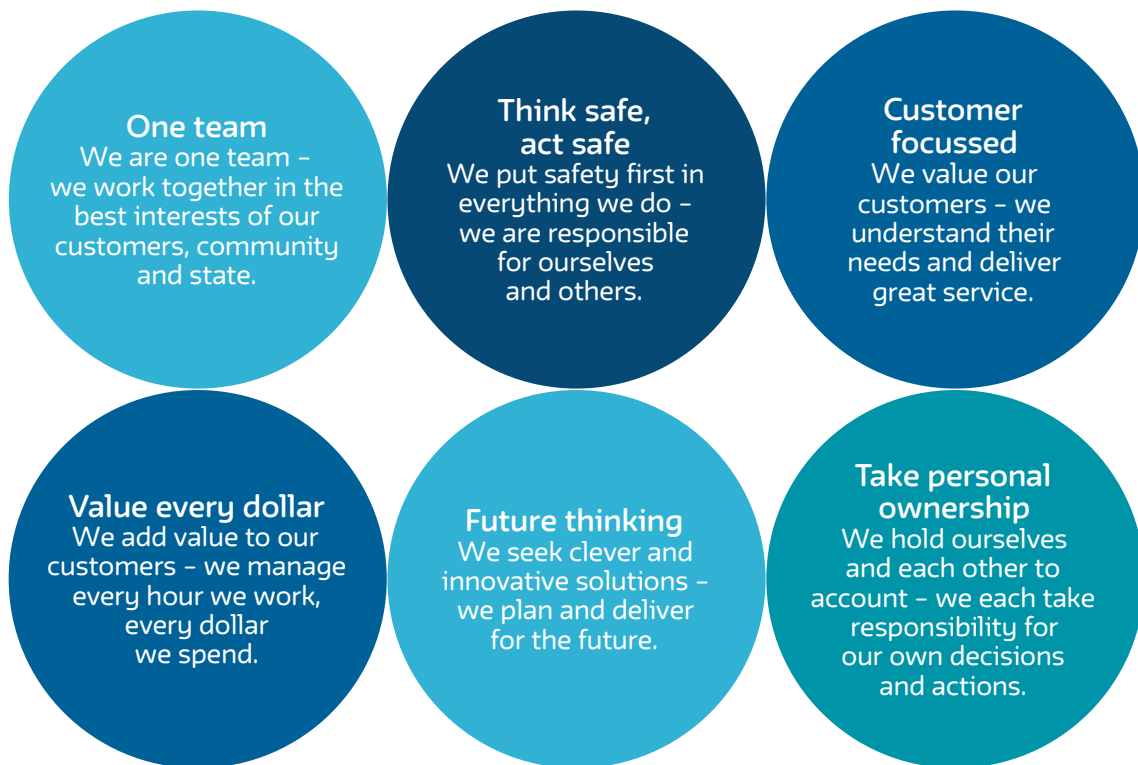 One team
We are one team –
we work together in the
best interests of our
customers, community
and state.
Think safe,
act safe
We put safety first in
everything we do –
we are responsible
for ourselves
and others.
Customer
focussed
We value our
customers – we
understand their
needs and deliver
great service.
Value every dollar
We add value to our
customers – we manage
every hour we work,
every dollar
we spend.
Future thinking
We seek clever and
innovative solutions –
we plan and deliver
for the future.
Take personal
ownership
We hold ourselves
and each other to
account – we each take
responsibility for
our own decisions
and actions.